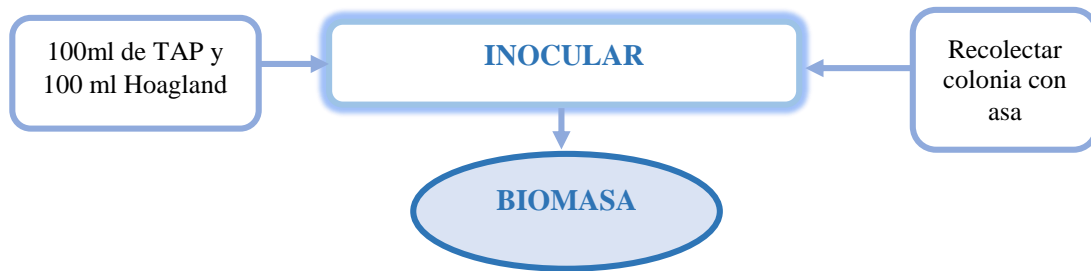 100ml de TAP y
100 ml Hoagland
INOCULAR
Recolectar
colonia con
asa
BIOMASA